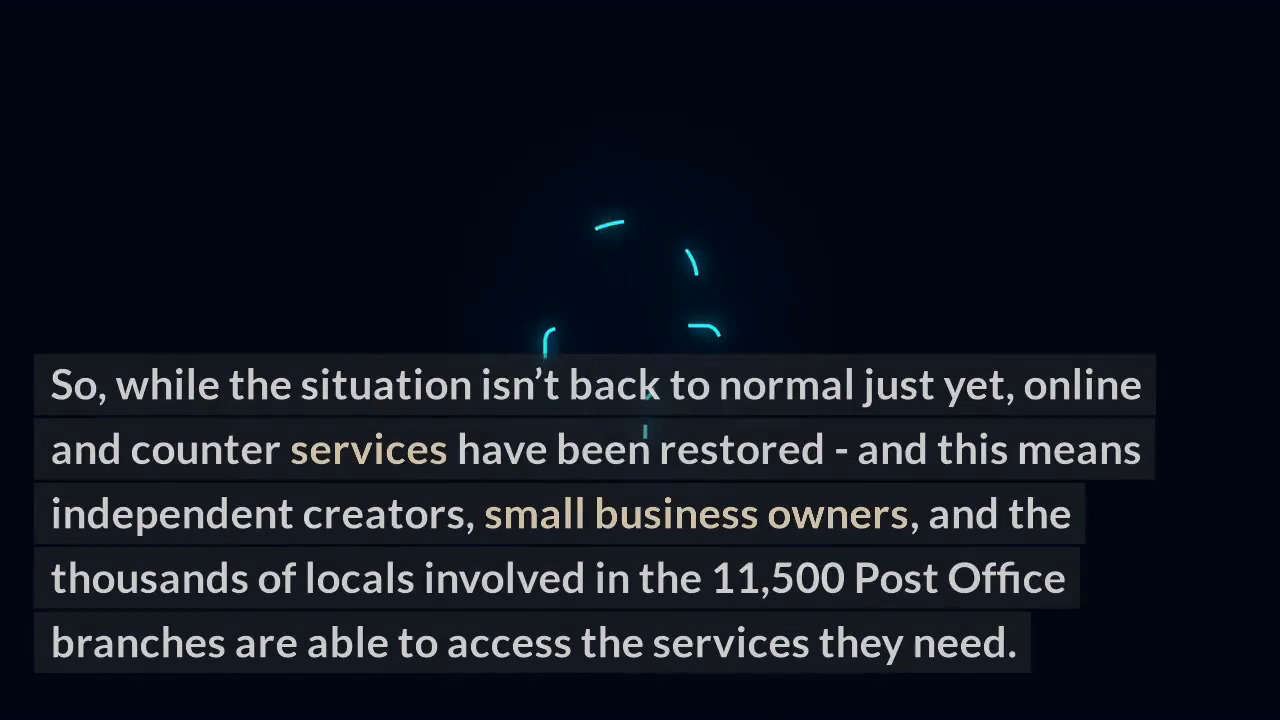 So, while the situation isn’t back to normal just yet, online
and counter services have been restored - and this means
independent creators, small business owners, and the
thousands of locals involved in the 11,500 Post Office
branches are able to access the services they need.